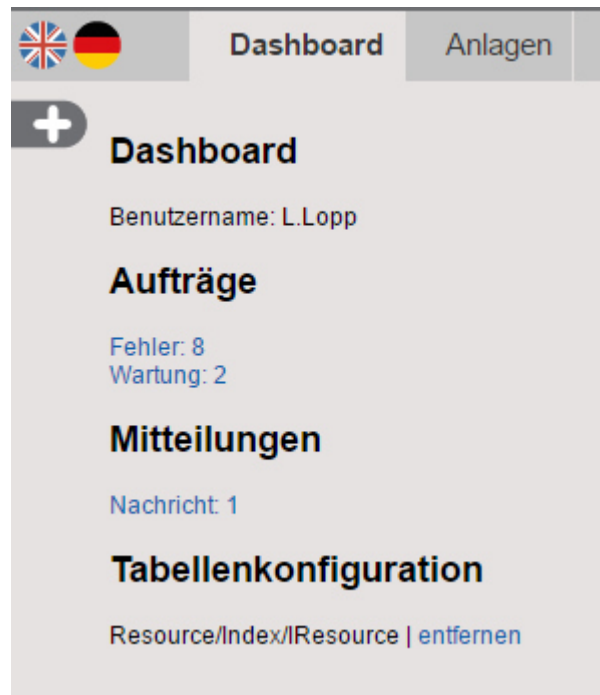 Dashboard Anlagen
Dashboard
Benutzername: L.Lopp
Aufträge
Fehler: 8
Wartung: 2
Mitteilungen
Nachricht: 1
Tabellenkonfiguration
Resource/Index/IResource | entfernen